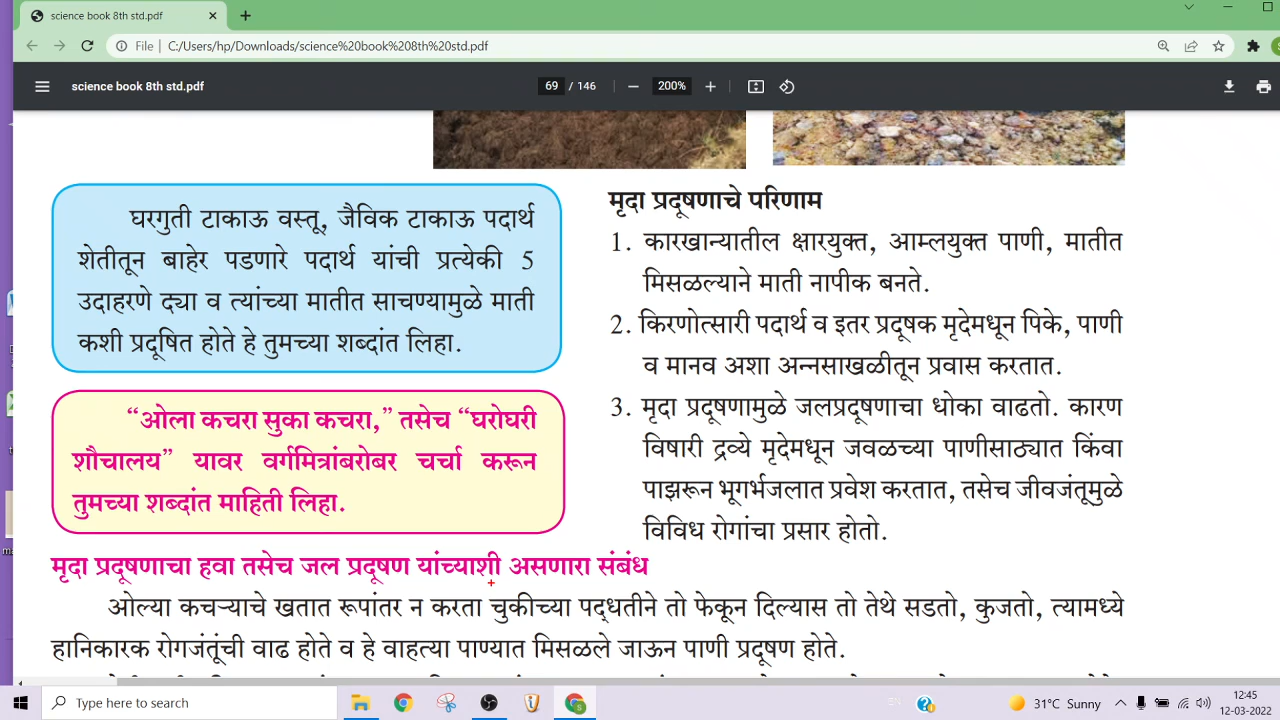 science book 8th std.pdf
File
C:/Users/hp/Downloads/science%20book%208th%20std.pdf
science book 8th std.pdf
69 / 146
200%
घरगुती टाकाऊ वस्तू, जैविक टाकाऊ पदार्थ
शेतीतून बाहेर पडणारे पदार्थ यांची प्रत्येकी 5
उदाहरणे द्या व त्यांच्या मातीत साचण्यामुळे माती
कशी प्रदूषित होते हे तुमच्या शब्दांत लिहा.
“ओला कचरा सुका कचरा,” तसेच “घरोघरी
शौचालय” यावर वर्गमित्रांबरोबर चर्चा करून
तुमच्या शब्दांत माहिती लिहा.
मृदा प्रदूषणाचे परिणाम
1. कारखान्यातील क्षारयुक्त, आम्लयुक्त पाणी, मातीत
मिसळल्याने माती नापीक बनते.
2. किरणोत्सारी पदार्थ व इतर प्रदूषक मृदेमधून पिके, पाणी
व मानव अशा अन्नसाखळीतून प्रवास करतात.
3. मृदा प्रदूषणामुळे जलप्रदूषणाचा धोका वाढतो. कारण
विषारी द्रव्ये मृदेमधून जवळच्या पाणीसाठ्यात किंवा
पाझरून भूगर्भजलात प्रवेश करतात, तसेच जीवजंतूमुळे
विविध रोगांचा प्रसार होतो.
मृदा प्रदूषणाचा हवा तसेच जल प्रदूषण यांच्याशी असणारा संबंध
ओल्या कचऱ्याचे खतात रूपांतर न करता चुकीच्या पद्धतीने तो फेकून दिल्यास तो तेथे सडतो, कुजतो, त्यामध्ये
हानिकारक रोगजंतूंची वाढ होते व हे वाहत्या पाण्यात मिसळले जाऊन पाणी प्रदूषण होते.
Type here to search
31°C Sunny
12:45
12-03-2022